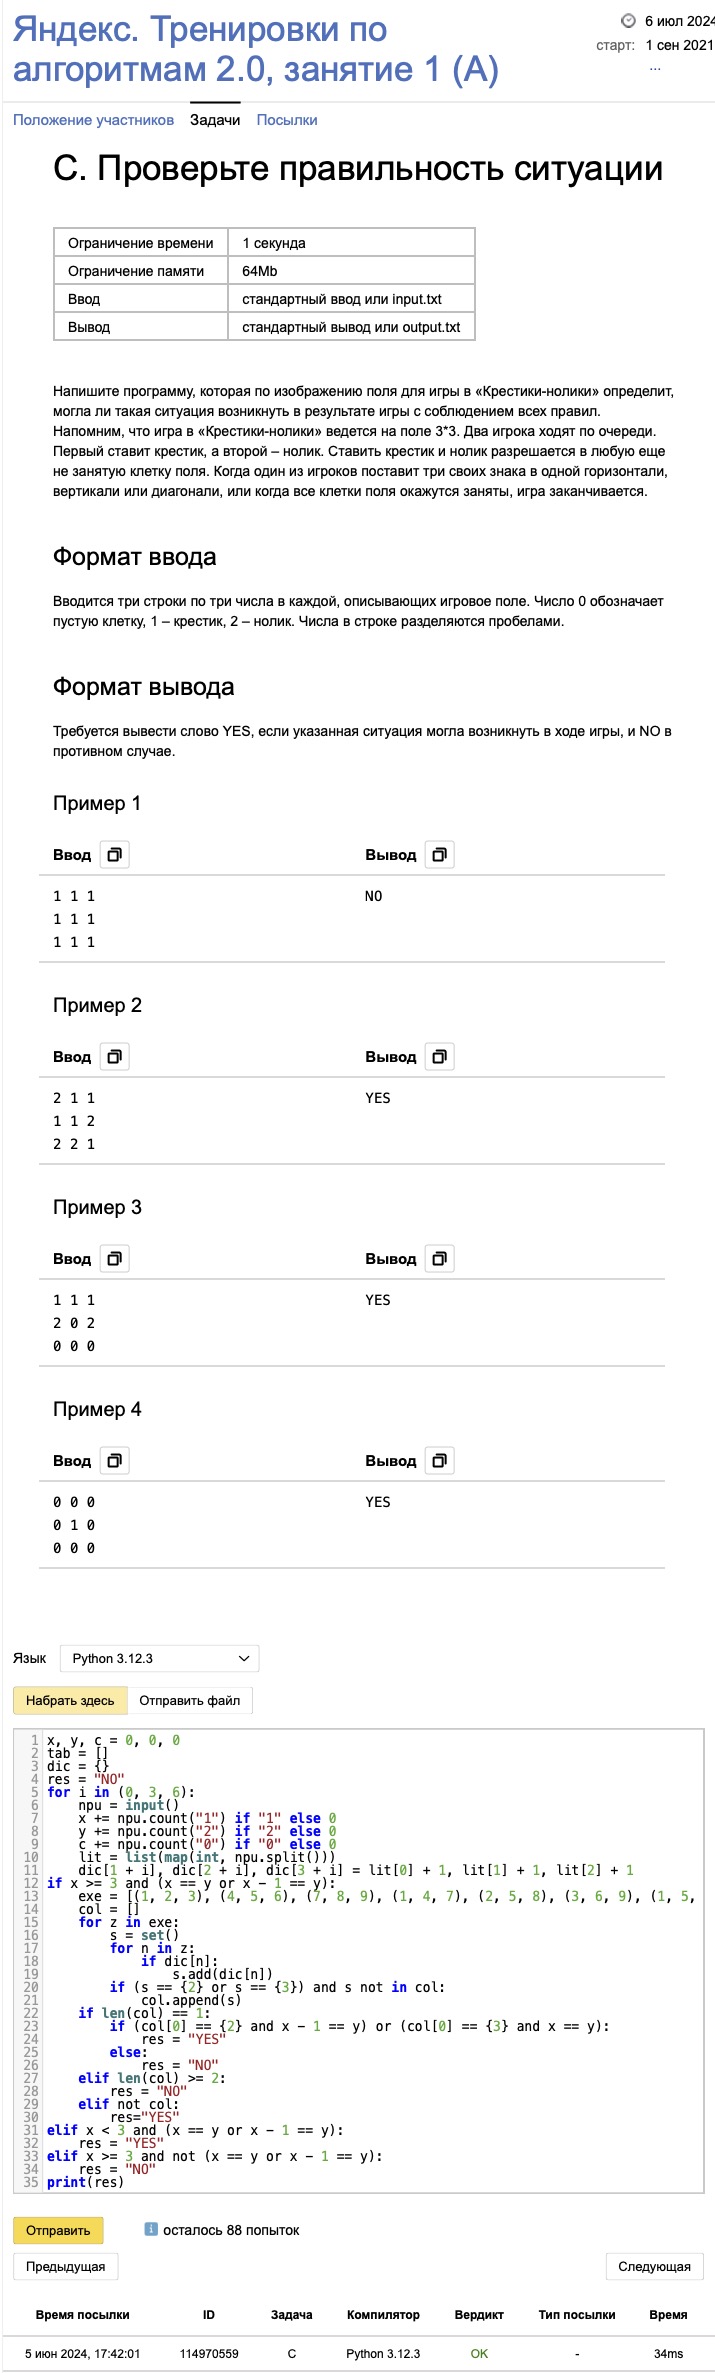 Яндекс. Тренировки по
алгоритмам 2.0, занятие 1 (A)
6 июл 2024
старт: 1 сен 2021
...
Положение участников Задачи Посылки
C. Проверьте правильность ситуации
Ограничение времени 1 секунда
Ограничение памяти 64Mb
Ввод стандартный ввод или input.txt
Вывод стандартный вывод или output.txt
Напишите программу, которая по изображению поля для игры в «Крестики-нолики» определит,
могла ли такая ситуация возникнуть в результате игры с соблюдением всех правил.
Напомним, что игра в «Крестики-нолики» ведется на поле 3*3. Два игрока ходят по очереди.
Первый ставит крестик, а второй – нолик. Ставить крестик и нолик разрешается в любую еще
не занятую клетку поля. Когда один из игроков поставит три своих знака в одной горизонтали,
вертикали или диагонали, или когда все клетки поля окажутся заняты, игра заканчивается.
Формат ввода
Вводится три строки по три числа в каждой, описывающих игровое поле. Число 0 обозначает
пустую клетку, 1 – крестик, 2 – нолик. Числа в строке разделяются пробелами.
Формат вывода
Требуется вывести слово YES, если указанная ситуация могла возникнуть в ходе игры, и NO в
противном случае.
Пример 1
Ввод Вывод
1 1 1 NO
1 1 1
1 1 1
Пример 2
Ввод Вывод
2 1 1 YES
1 1 2
2 2 1
Пример 3
Ввод Вывод
1 1 1 YES
2 0 2
0 0 0
Пример 4
Ввод Вывод
0 0 0 YES
0 1 0
0 0 0
Язык Python 3.12.3
Набрать здесь Отправить файл
1 x, y, c = 0, 0, 0
2 tab = []
3 dic = {}
4 res = "NO"
5 for i in (0, 3, 6):
6     npu = input()
7     x += npu.count("1") if "1" else 0
8     y += npu.count("2") if "2" else 0
9     c += npu.count("0") if "0" else 0
10     lit = list(map(int, npu.split()))
11     dic[1 + i], dic[2 + i], dic[3 + i] = lit[0] + 1, lit[1] + 1, lit[2] + 1
12 if x >= 3 and (x == y or x - 1 == y):
13     exe = [(1, 2, 3), (4, 5, 6), (7, 8, 9), (1, 4, 7), (2, 5, 8), (3, 6, 9), (1, 5,
14     col = []
15     for z in exe:
16         s = set()
17         for n in z:
18             if dic[n]:
19                 s.add(dic[n])
20         if (s == {2} or s == {3}) and s not in col:
21             col.append(s)
22     if len(col) == 1:
23         if (col[0] == {2} and x - 1 == y) or (col[0] == {3} and x == y):
24             res = "YES"
25         else:
26             res = "NO"
27     elif len(col) >= 2:
28         res = "NO"
29     elif not col:
30         res="YES"
31 elif x < 3 and (x == y or x - 1 == y):
32     res = "YES"
33 elif x >= 3 and not (x == y or x - 1 == y):
34     res = "NO"
35 print(res)
Отправить осталось 88 попыток
Предыдущая Следующая
Время посылки ID Задача Компилятор Вердикт Тип посылки Время
5 июн 2024, 17:42:01 114970559 C Python 3.12.3 OK - 34ms